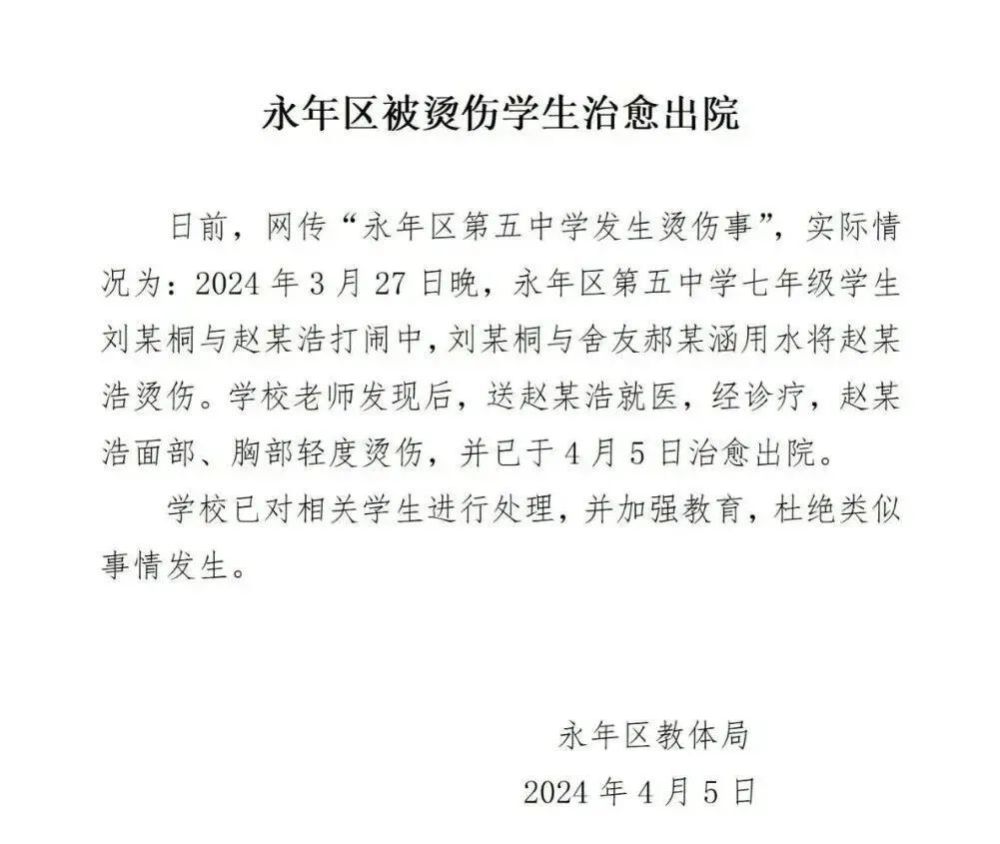 永年区被烫伤学生治愈出院
日前，网传“永年区第五中学发生烫伤事”，实际情
况为：2024 年 3 月 27 日晚，永年区第五中学七年级学生
刘某桐与赵某浩打闹中，刘某桐与舍友郝某涵用水将赵某
浩烫伤。学校老师发现后，送赵某浩就医，经诊疗，赵某
浩面部、胸部轻度烫伤，并已于 4 月 5 日治愈出院。
学校已对相关学生进行处理，并加强教育，杜绝类似
事情发生。
永年区教体局
2024 年 4 月 5 日